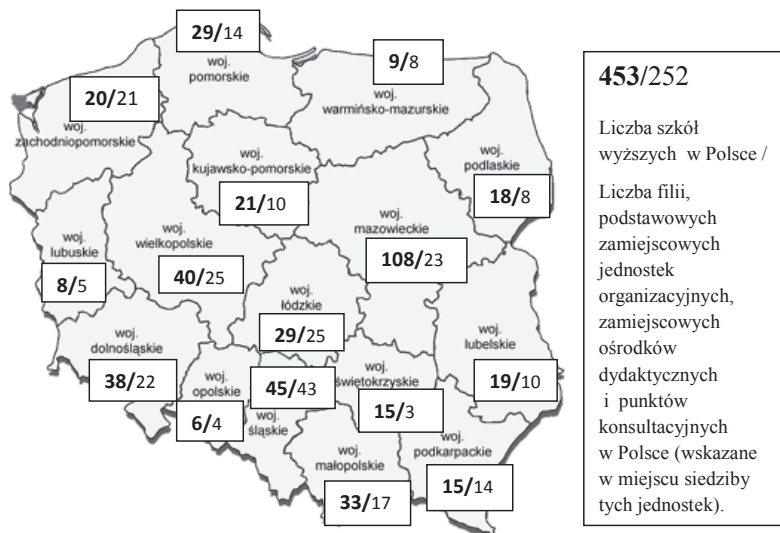 29/14
woj.
pomorskie
9/8
woj.
warmińsko-mazurskie
20/21
woj.
zachodniopomorskie
woj.
kujawsko-pomorskie
21/10
woj.
podlaskie
18/8
woj.
mazowieckie
108/23
woj.
wielkopolskie
40/25
woj.
lubuskie
8/5
woj.
łódzkie
29/25
woj.
dolnośląskie
38/22
woj.
opolskie
6/4
45/43
woj.
śląskie
woj.
świętokrzyskie
15/3
woj.
lubelskie
19/10
woj.
małopolskie
33/17
woj.
podkarpackie
15/14
453/252
Liczba szkół
wyższych w Polsce /
Liczba filii,
podstawowych
zamiejscowych
jednostek
organizacyjnych,
zamiejscowych
ośrodków
dydaktycznych
i punktów
konsultacyjnych
w Polsce (wskazane
w miejscu siedziby
tych jednostek).